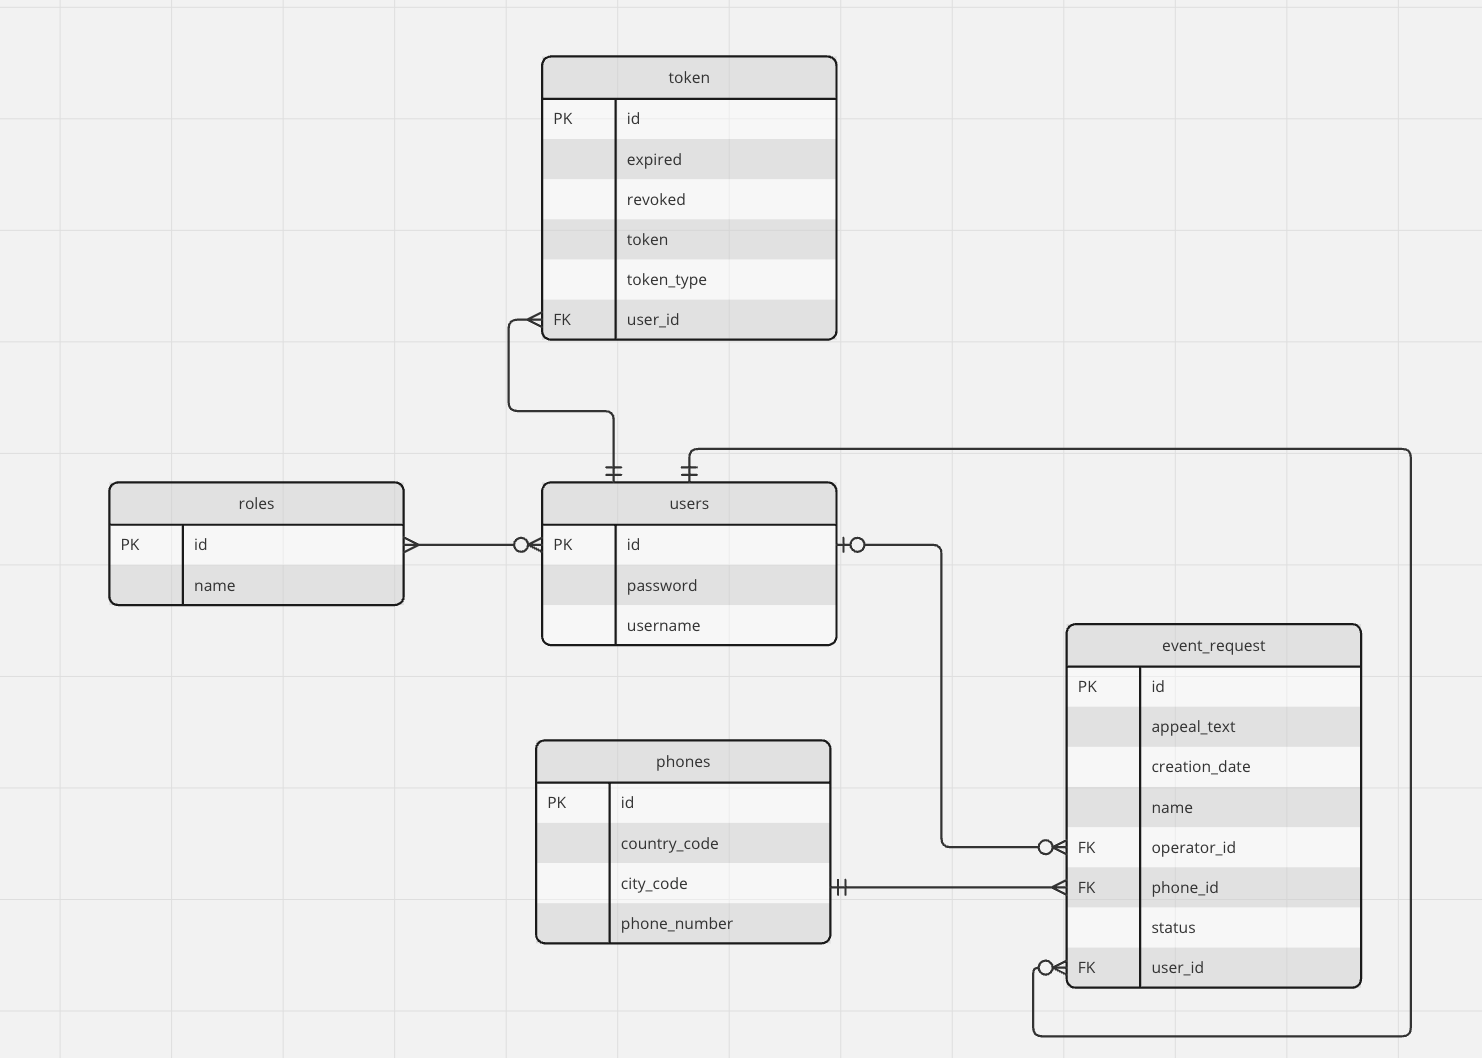 token
PK id
expired
revoked
token
token_type
FK user_id
roles
PK id
name
users
PK id
password
username
event_request
PK id
appeal_text
creation_date
name
FK operator_id
FK phone_id
status
FK user_id
phones
PK id
country_code
city_code
phone_number